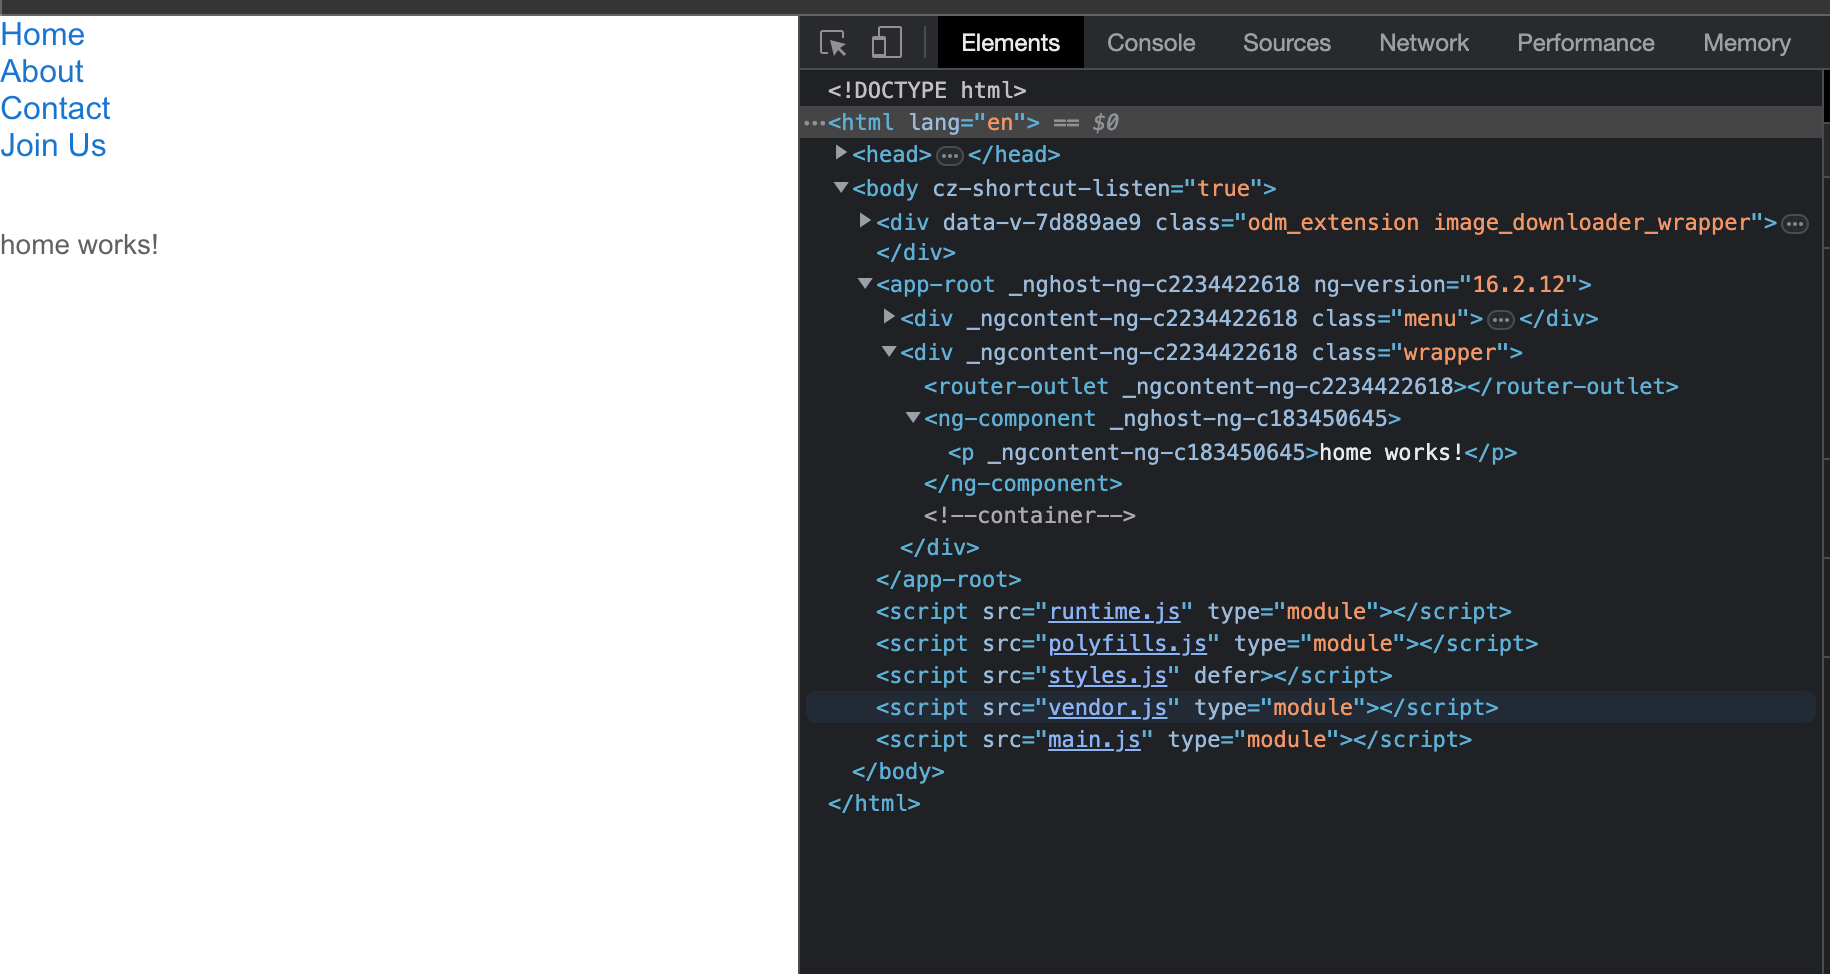 Home
About
Contact
Join Us
home works!
Elements Console Sources Network Performance Memory
<!DOCTYPE html>
···<html lang="en"> == $0
<head>···</head>
<body cz-shortcut-listen="true">
<div data-v-7d889ae9 class="odm_extension image_downloader_wrapper">···
</div>
<app-root _nghost-ng-c2234422618 ng-version="16.2.12">
<div _ngcontent-ng-c2234422618 class="menu">···</div>
<div _ngcontent-ng-c2234422618 class="wrapper">
<router-outlet _ngcontent-ng-c2234422618></router-outlet>
<ng-component _nghost-ng-c183450645>
<p _ngcontent-ng-c183450645>home works!</p>
</ng-component>
<!--container-->
</div>
</app-root>
<script src="runtime.js" type="module"></script>
<script src="polyfills.js" type="module"></script>
<script src="styles.js" defer></script>
<script src="vendor.js" type="module"></script>
<script src="main.js" type="module"></script>
</body>
</html>